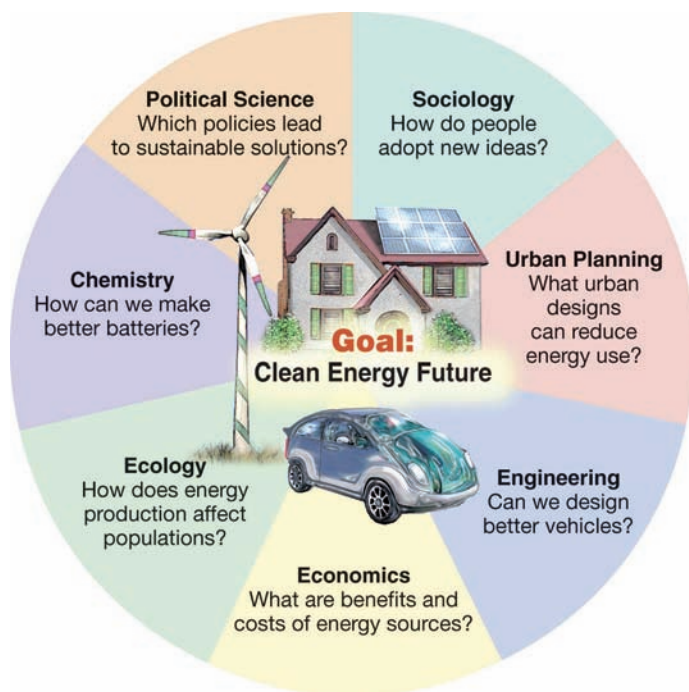 Political Science
Which policies lead
to sustainable solutions?
Sociology
How do people
adopt new ideas?
Urban Planning
What urban
designs
can reduce
energy use?
Engineering
Can we design
better vehicles?
Economics
What are benefits and
costs of energy sources?
Ecology
How does energy
production affect
populations?
Chemistry
How can we make
better batteries?
Goal:
Clean Energy Future